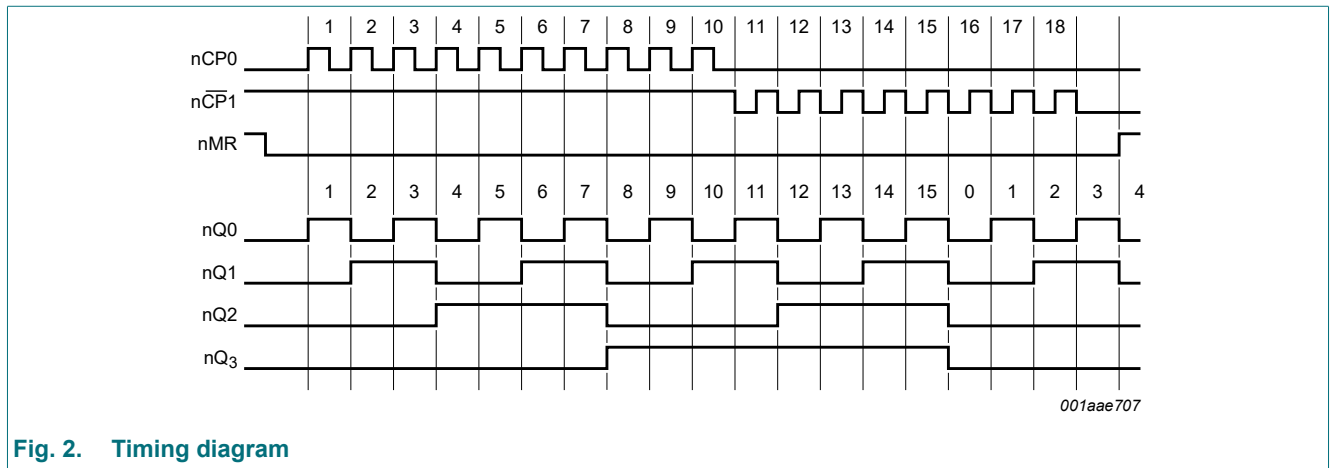 1 2 3 4 5 6 7 8 9 10 11 12 13 14 15 16 17 18
nCP0
nC̅P̅1
nMR
1 2 3 4 5 6 7 8 9 10 11 12 13 14 15 0 1 2 3 4
nQ0
nQ1
nQ2
nQ3
001aae707
Fig. 2. Timing diagram